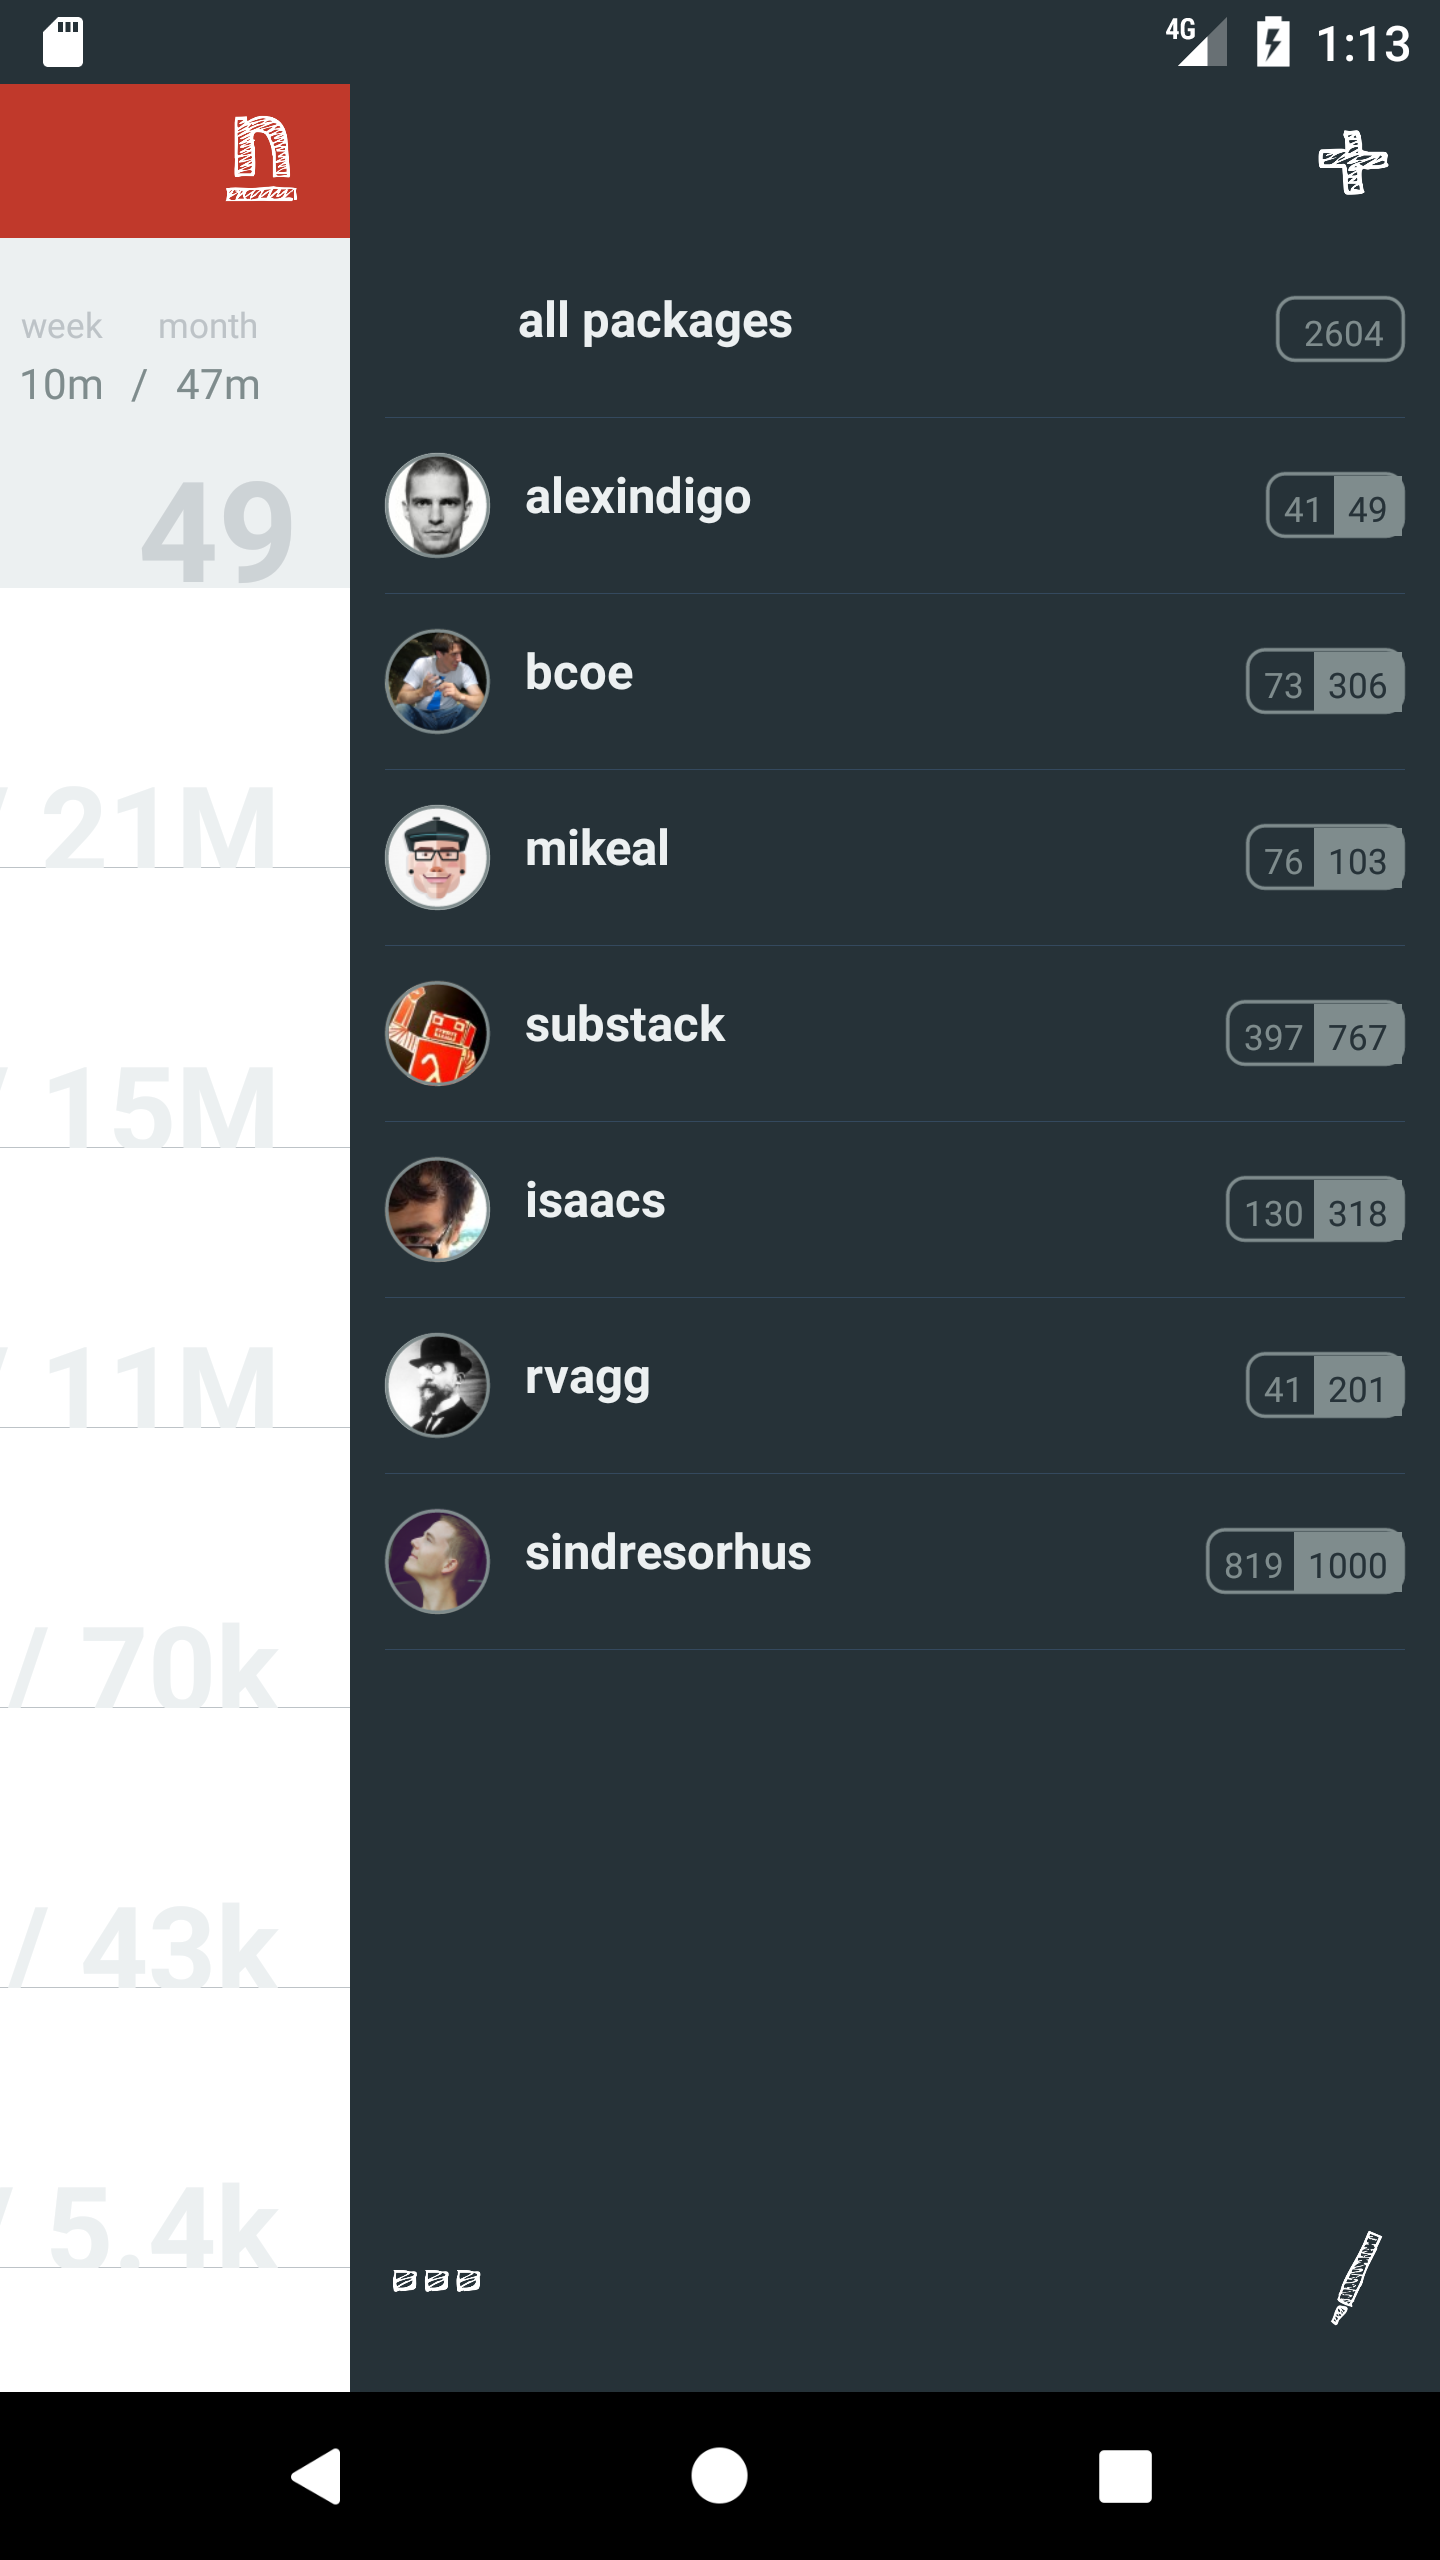 4G 1:13
n
week month
10m / 47m
49
/ 21M
/ 15M
/ 11M
/ 70k
/ 43k
/ 5.4k
all packages 2604
alexindigo 41 49
bcoe 73 306
mikeal 76 103
substack 397 767
isaacs 130 318
rvagg 41 201
sindresorhus 819 1000